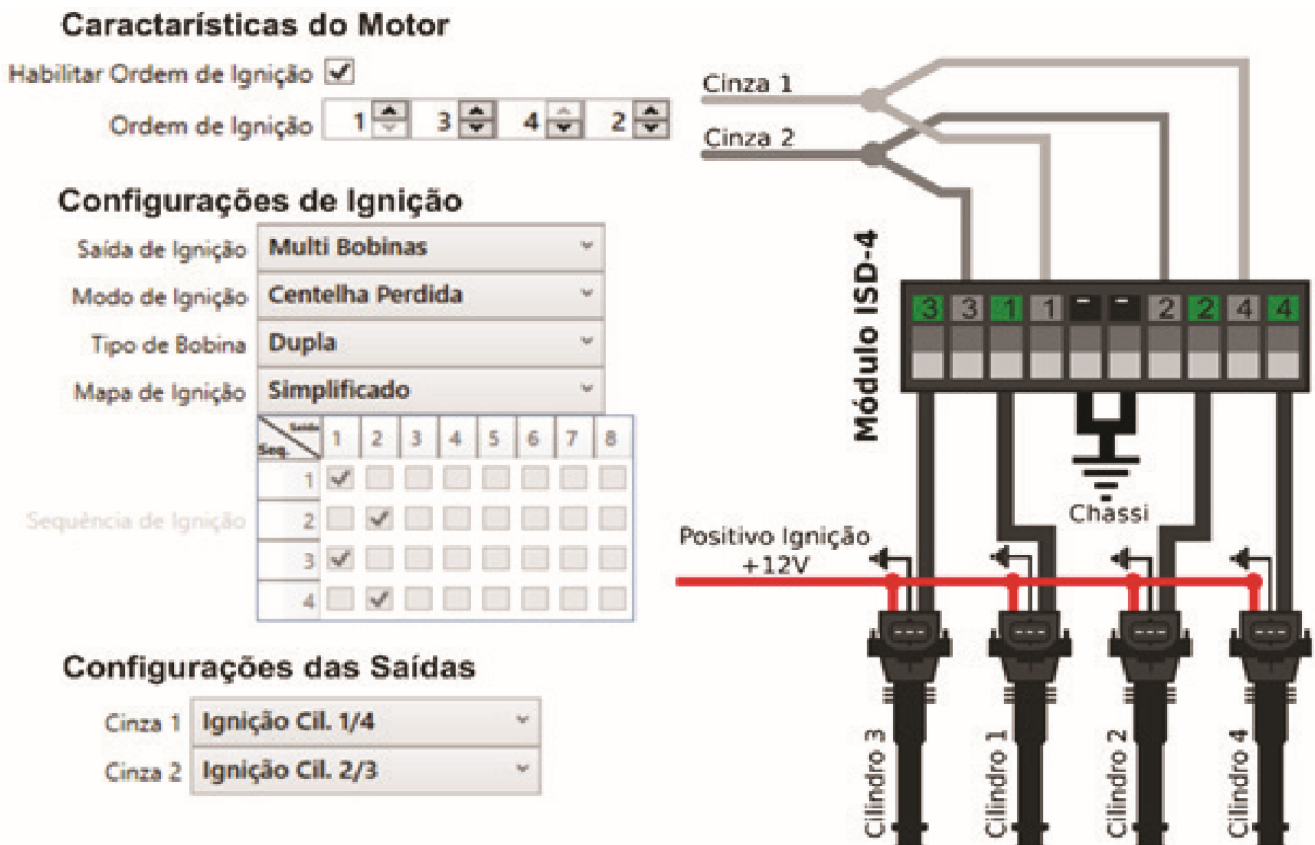 Caractarísticas do Motor
Habilitar Ordem de Ignição
Ordem de Ignição 1 3 4 2
Configurações de Ignição
Saída de Ignição Multi Bobinas
Modo de Ignição Centelha Perdida
Tipo de Bobina Dupla
Mapa de Ignição Simplificado
Saída
Seq. 1 2 3 4 5 6 7 8
1
Sequência de Ignição 2
3
4
Configurações das Saídas
Cinza 1 Ignição Cil. 1/4
Cinza 2 Ignição Cil. 2/3
Cinza 1
Cinza 2
Módulo ISD-4
3 3 1 1 - - 2 2 4 4
Chassi
Positivo Ignição
+12V
Cilindro 3
Cilindro 1
Cilindro 2
Cilindro 4